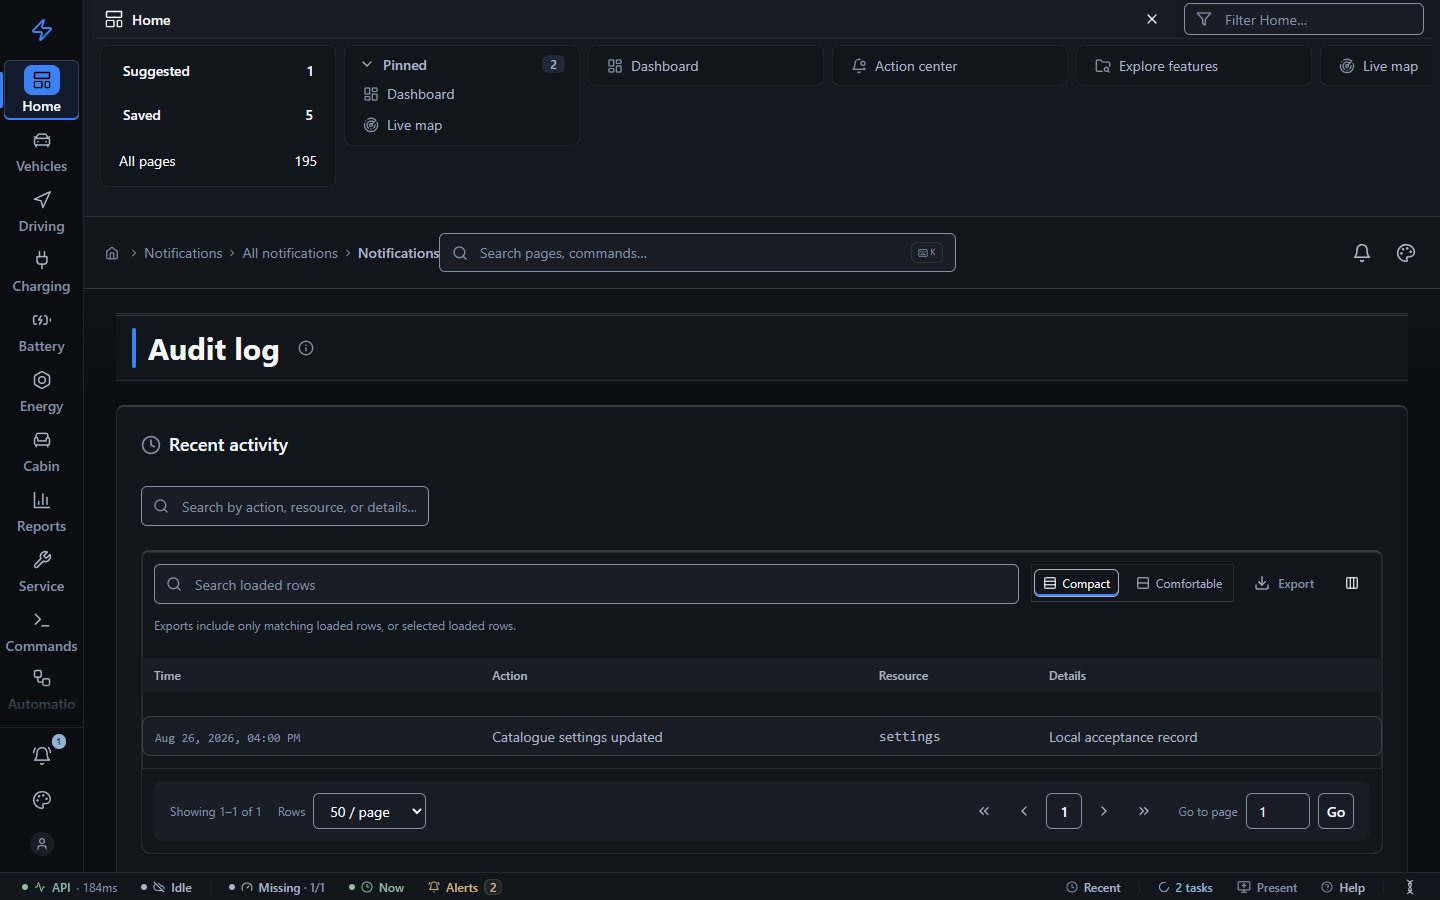 Home
Filter Home...
Suggested 1
Saved 5
All pages 195
Pinned 2
Dashboard
Live map
Dashboard
Action center
Explore features
Live map
Home
Vehicles
Driving
Charging
Battery
Energy
Cabin
Reports
Service
Commands
Automatio
1
Notifications
All notifications
Notifications
Search pages, commands...
K
Audit log
Recent activity
Search by action, resource, or details...
Search loaded rows
Compact
Comfortable
Export
Exports include only matching loaded rows, or selected loaded rows.
Time Action Resource Details
Aug 26, 2026, 04:00 PM Catalogue settings updated settings Local acceptance record
Showing 1–1 of 1 Rows 50 / page
« ‹ 1 › » Go to page 1 Go
API · 184ms Idle Missing · 1/1 Now Alerts 2
Recent 2 tasks Present Help